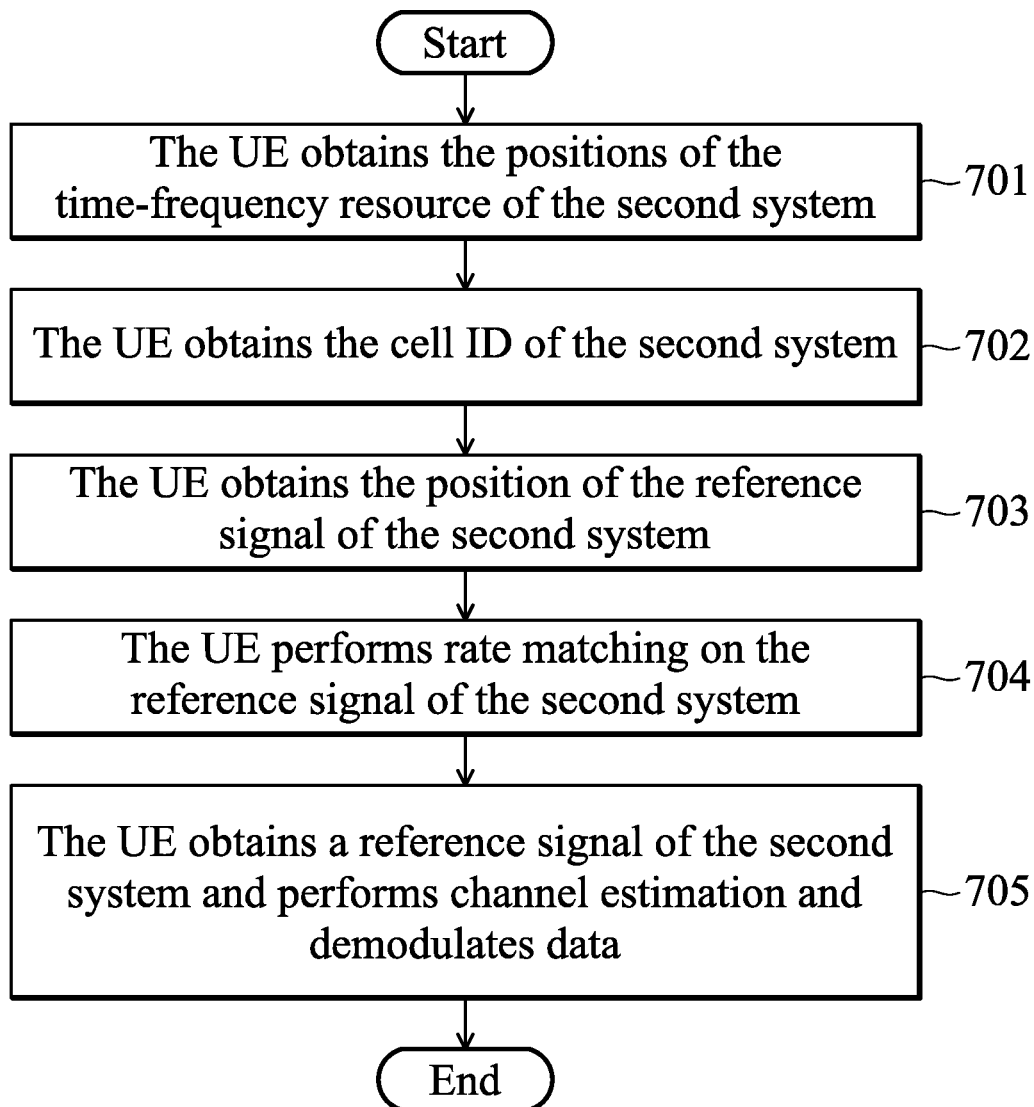 Start
The UE obtains the positions of the
time-frequency resource of the second system
701
The UE obtains the cell ID of the second system
702
The UE obtains the position of the reference
signal of the second system
703
The UE performs rate matching on the
reference signal of the second system
704
The UE obtains a reference signal of the second
system and performs channel estimation and
demodulates data
705
End